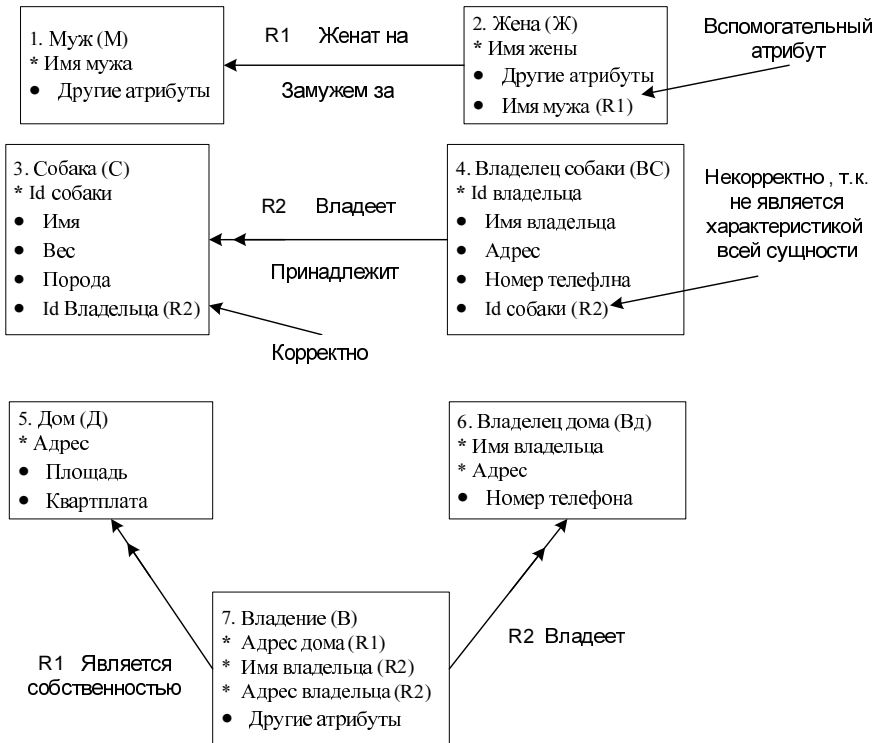 1. Муж (М)
* Имя мужа
● Другие атрибуты
R1 Женат на
Замужем за
2. Жена (Ж)
* Имя жены
● Другие атрибуты
● Имя мужа (R1)
Вспомогательный
атрибут
3. Собака (С)
* Id собаки
● Имя
● Вес
● Порода
● Id Владельца (R2)
R2 Владеет
Принадлежит
4. Владелец собаки (ВС)
* Id владельца
● Имя владельца
● Адрес
● Номер телефлна
● Id собаки (R2)
Некорректно , т.к.
не является
характеристикой
всей сущности
Корректно
5. Дом (Д)
* Адрес
● Площадь
● Квартплата
6. Владелец дома (Вд)
* Имя владельца
* Адрес
● Номер телефона
7. Владение (В)
* Адрес дома (R1)
* Имя владельца (R2)
* Адрес владельца (R2)
● Другие атрибуты
R1 Является
собственностью
R2 Владеет